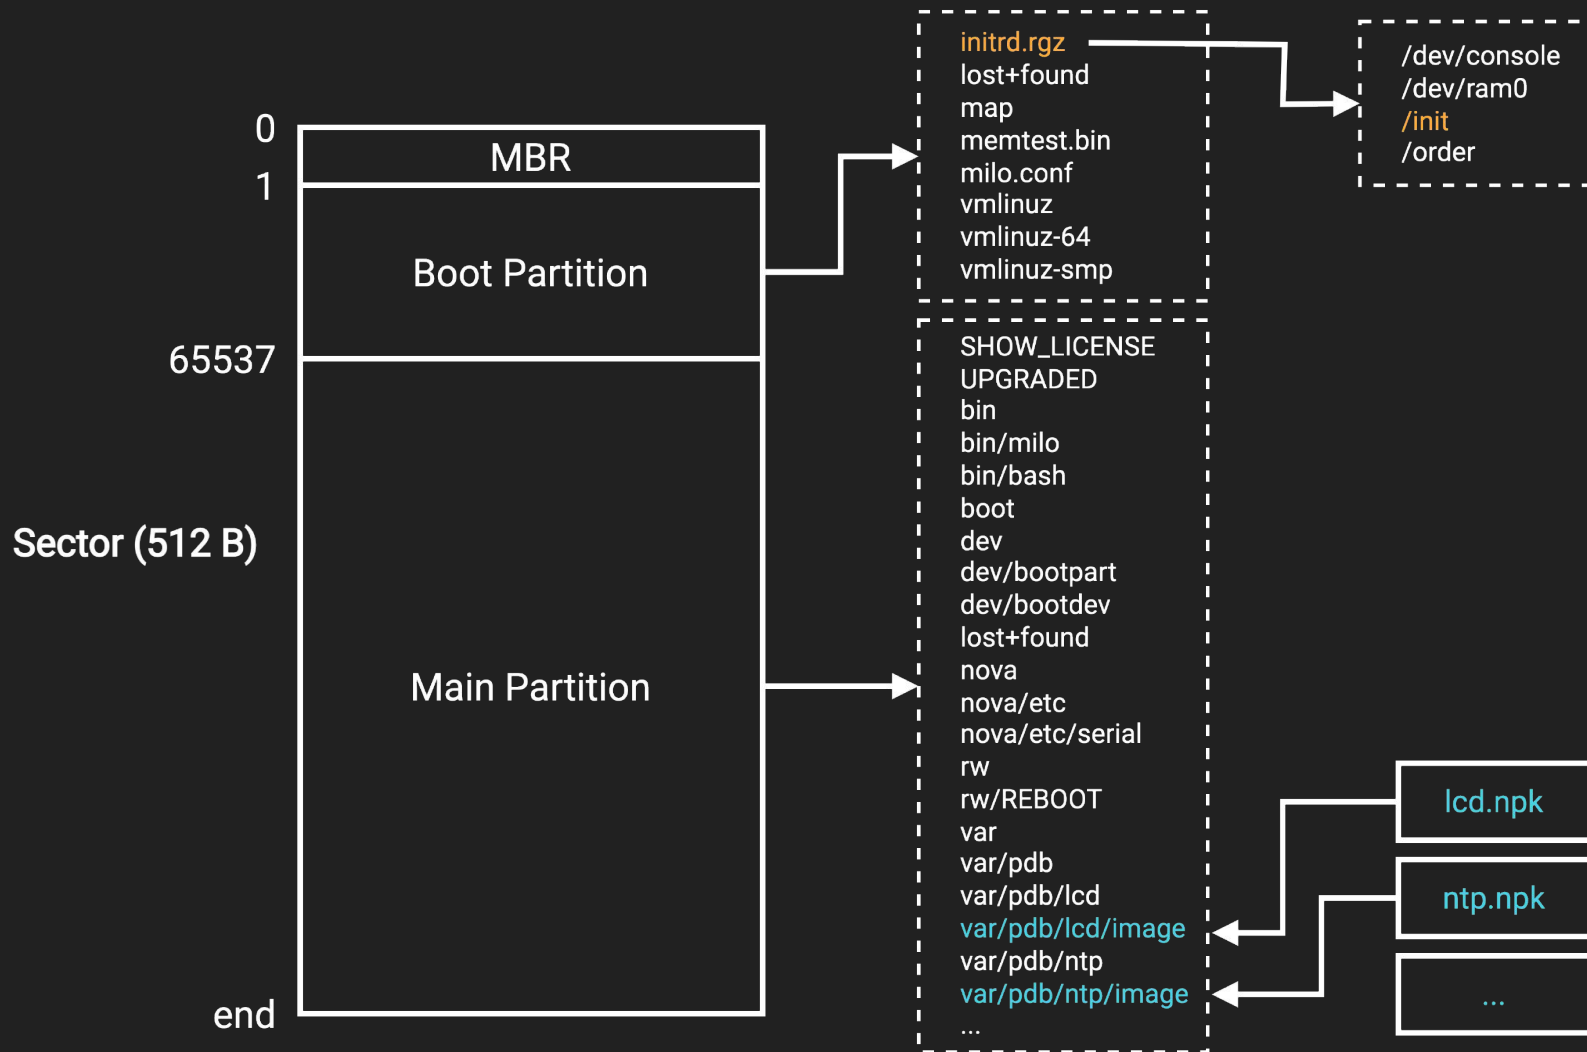 0
MBR
1
Boot Partition
65537
Sector (512 B)
Main Partition
end
initrd.rgz
lost+found
map
memtest.bin
milo.conf
vmlinuz
vmlinuz-64
vmlinuz-smp
SHOW_LICENSE
UPGRADED
bin
bin/milo
bin/bash
boot
dev
dev/bootpart
dev/bootdev
lost+found
nova
nova/etc
nova/etc/serial
rw
rw/REBOOT
var
var/pdb
var/pdb/lcd
var/pdb/lcd/image
var/pdb/ntp
var/pdb/ntp/image
...
/dev/console
/dev/ram0
/init
/order
lcd.npk
ntp.npk
...